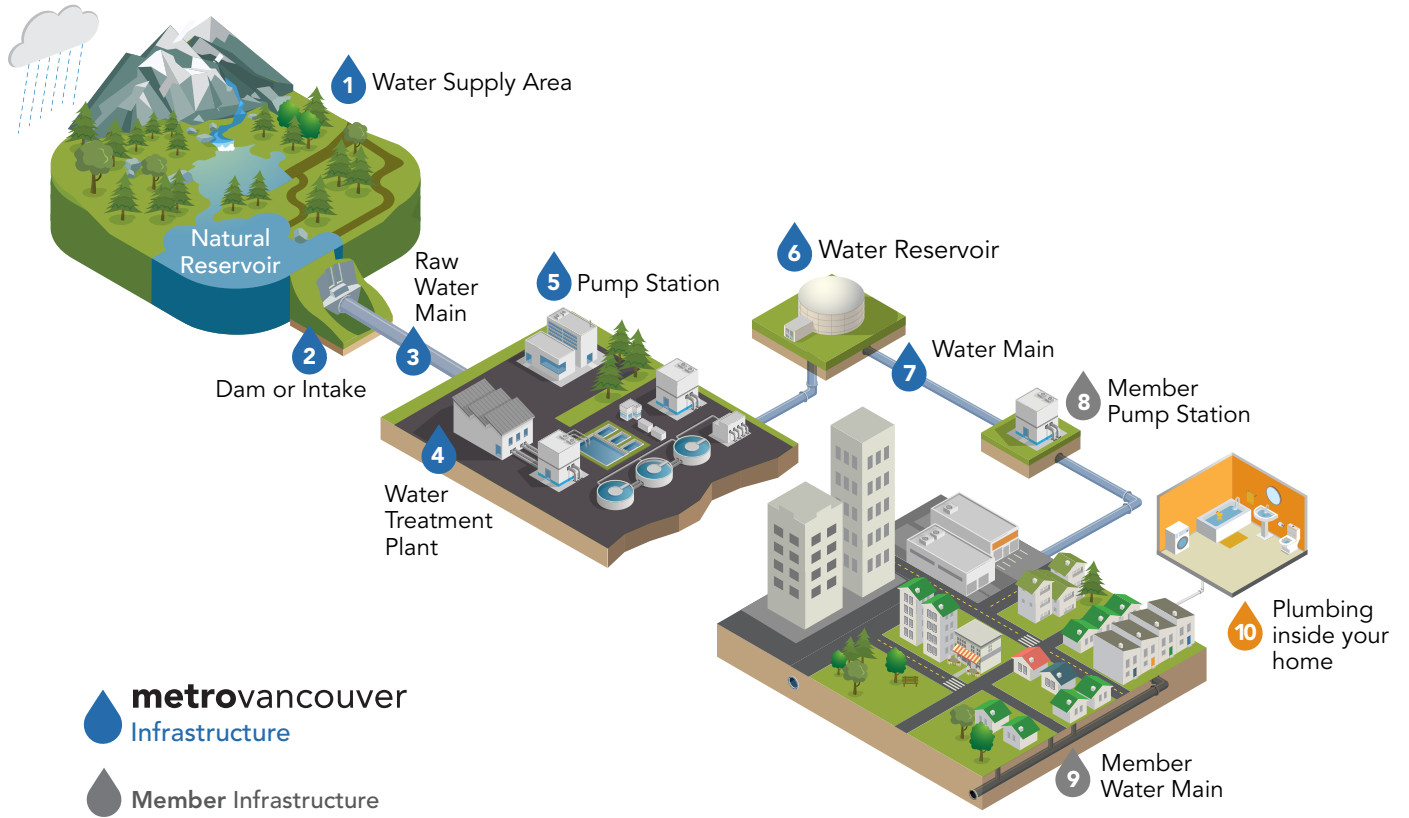 1 Water Supply Area
Natural
Reservoir
2
Dam or Intake
Raw
Water
Main
3
4
Water
Treatment
Plant
5 Pump Station
6 Water Reservoir
7 Water Main
8 Member
Pump Station
9 Member
Water Main
10 Plumbing
inside your
home
metrovancouver
Infrastructure
Member Infrastructure